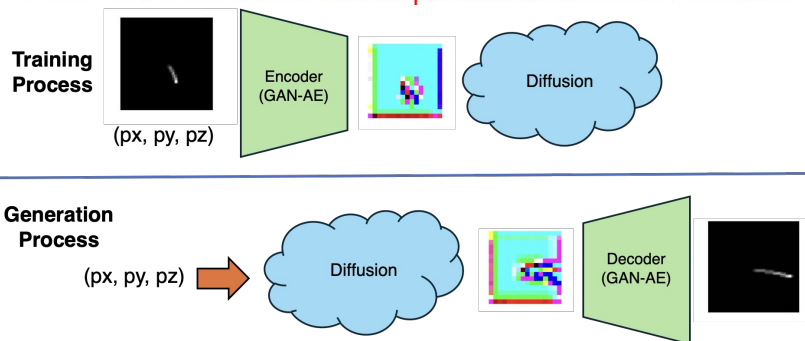 Training
Process
(px, py, pz)
Encoder
(GAN-AE)
Diffusion
Generation
Process
(px, py, pz)
Diffusion
Decoder
(GAN-AE)